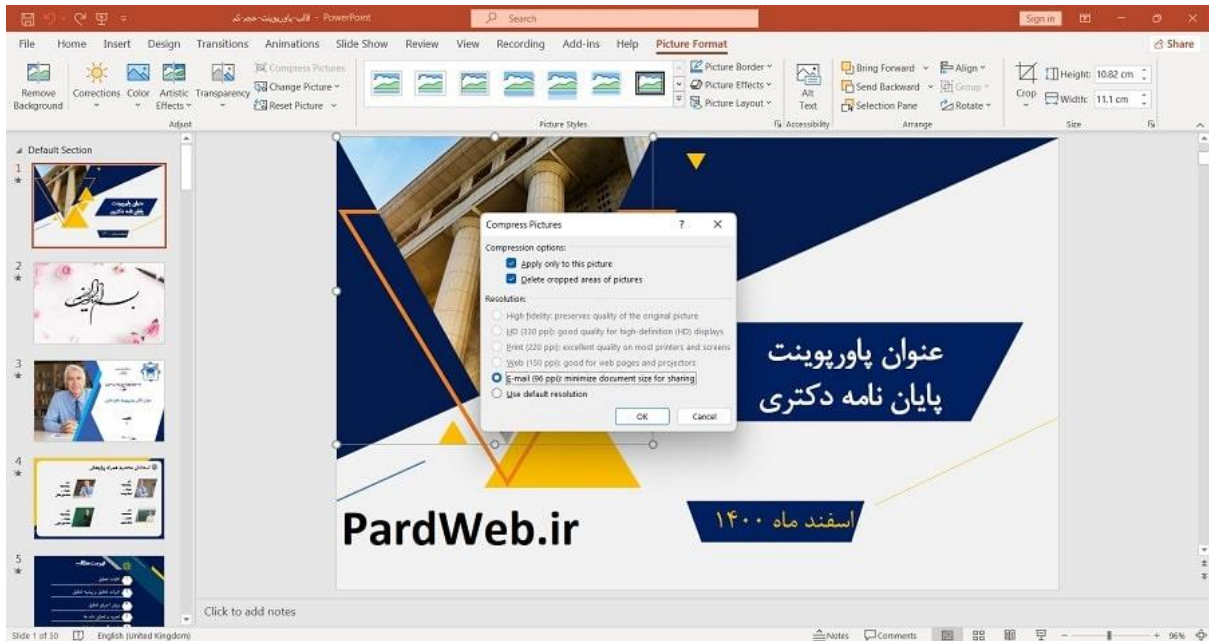 قالب-پاورپوینت-حجم-کم - PowerPoint
Search
Sign in
File Home Insert Design Transitions Animations Slide Show Review View Recording Add-ins Help Picture Format Share
Remove Background
Corrections
Color
Artistic Effects
Transparency
Compress Pictures
Change Picture
Reset Picture
Adjust
Picture Styles
Picture Border
Picture Effects
Picture Layout
Alt Text
Accessibility
Bring Forward
Send Backward
Selection Pane
Align
Group
Rotate
Arrange
Crop
Height: 10.82 cm
Width: 11.1 cm
Size
Default Section
1
2
3
4
5
Compress Pictures ?
Compression options:
Apply only to this picture
Delete cropped areas of pictures
Resolution:
High fidelity: preserves quality of the original picture
HD (330 ppi): good quality for high-definition (HD) displays
Print (220 ppi): excellent quality on most printers and screens
Web (150 ppi): good for web pages and projectors
E-mail (96 ppi): minimize document size for sharing
Use default resolution
OK Cancel
عنوان پاورپوینت
پایان نامه دکتری
اسفند ماه ۱۴۰۰
PardWeb.ir
Click to add notes
Slide 1 of 50 English (United Kingdom) Notes Comments 96%